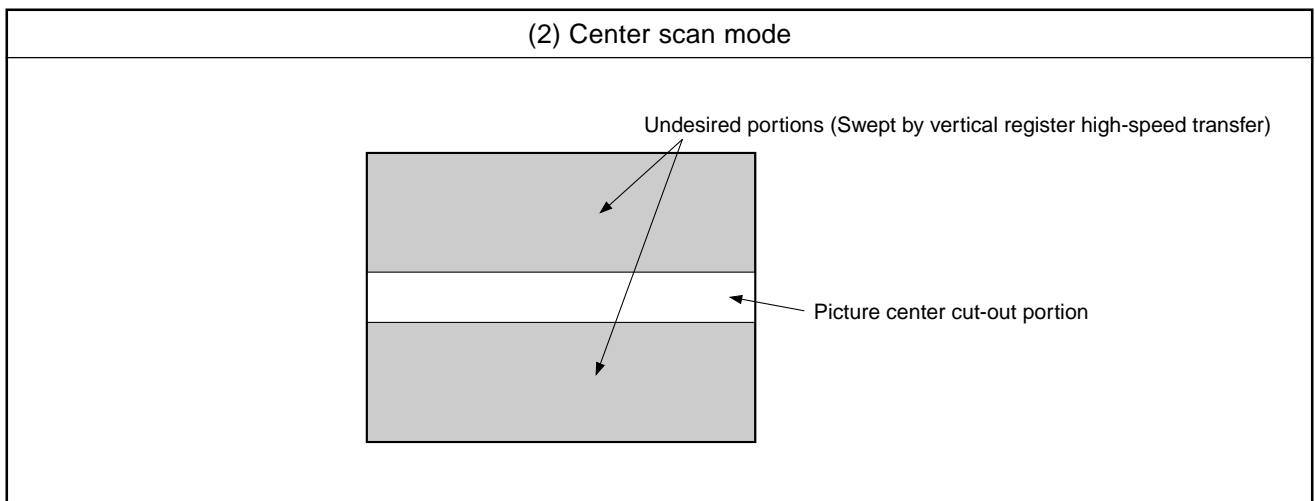 (2) Center scan mode
Undesired portions (Swept by vertical register high-speed transfer)
Picture center cut-out portion